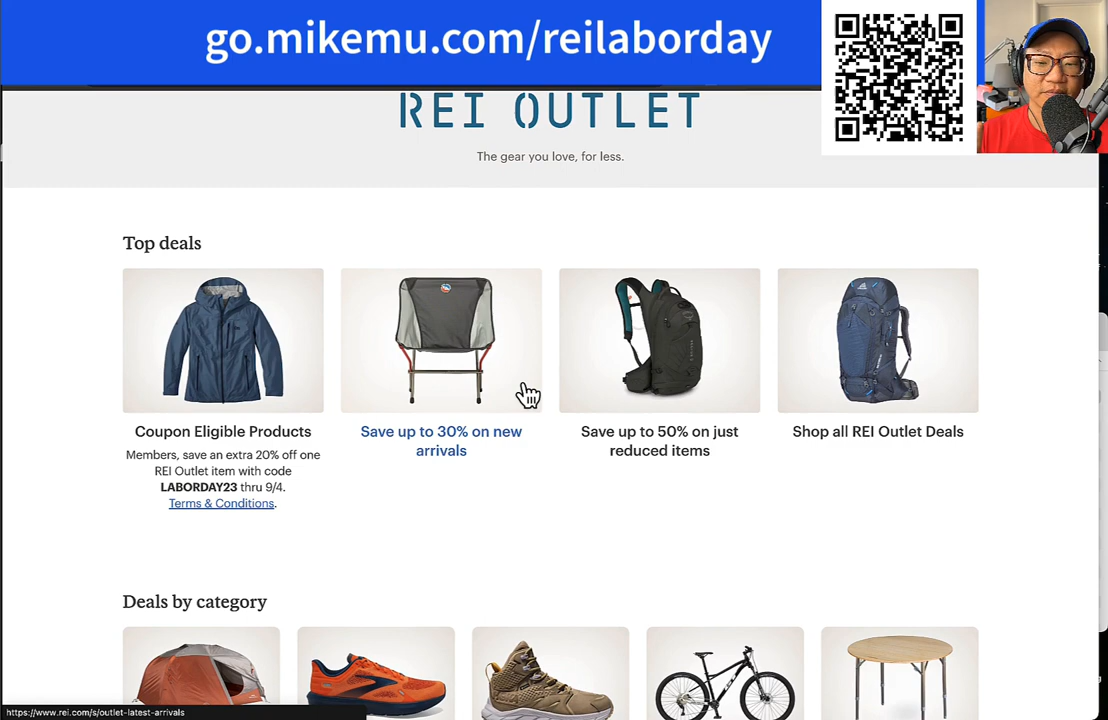 go.mikemu.com/reilaborday
REI OUTLET
The gear you love, for less.
Top deals
Coupon Eligible Products
Members, save an extra 20% off one
REI Outlet item with code
LABORDAY23 thru 9/4.
Terms & Conditions.
Save up to 30% on new
arrivals
Save up to 50% on just
reduced items
Shop all REI Outlet Deals
Deals by category
https://www.rei.com/s/outlet-latest-arrivals